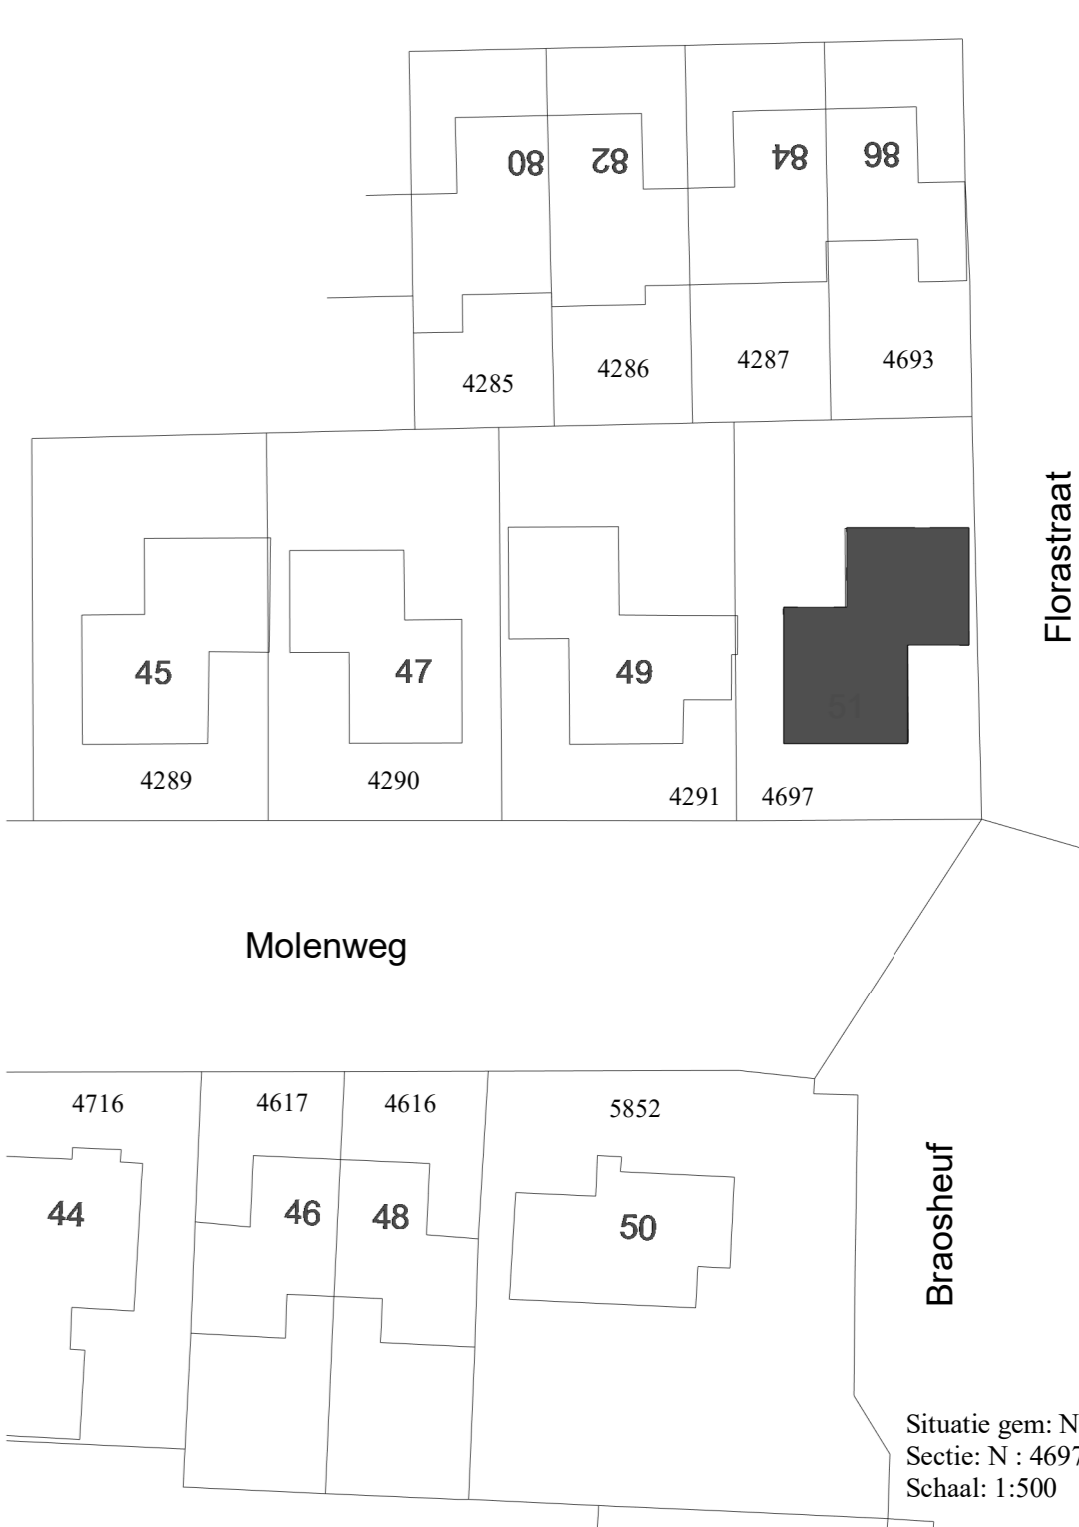 80 82 84 86
4285 4286 4287 4693
Florastraat
45 47 49 51
4289 4290 4291 4697
Molenweg
4716 4617 4616 5852
44 46 48 50
Braosheuf
Situatie gem: N
Sectie: N : 4697
Schaal: 1:500